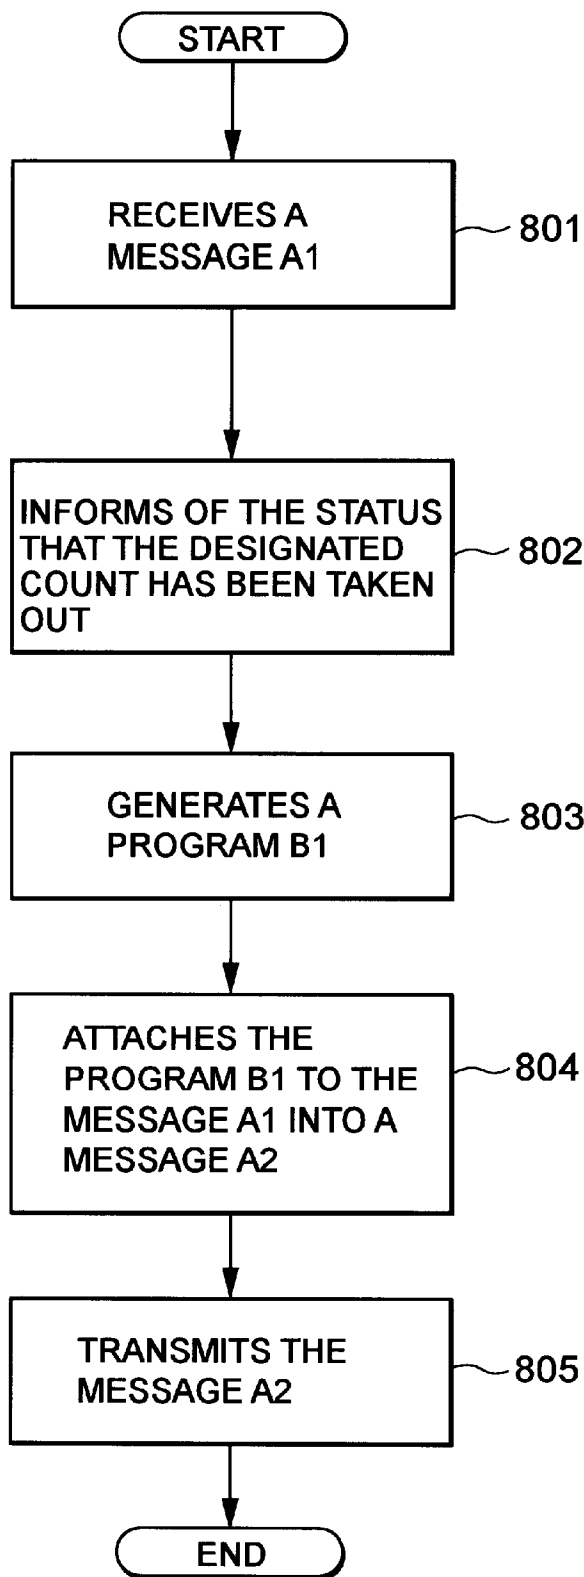 START
RECEIVES A
MESSAGE A1
801
INFORMS OF THE STATUS
THAT THE DESIGNATED
COUNT HAS BEEN TAKEN
OUT
802
GENERATES A
PROGRAM B1
803
ATTACHES THE
PROGRAM B1 TO THE
MESSAGE A1 INTO A
MESSAGE A2
804
TRANSMITS THE
MESSAGE A2
805
END